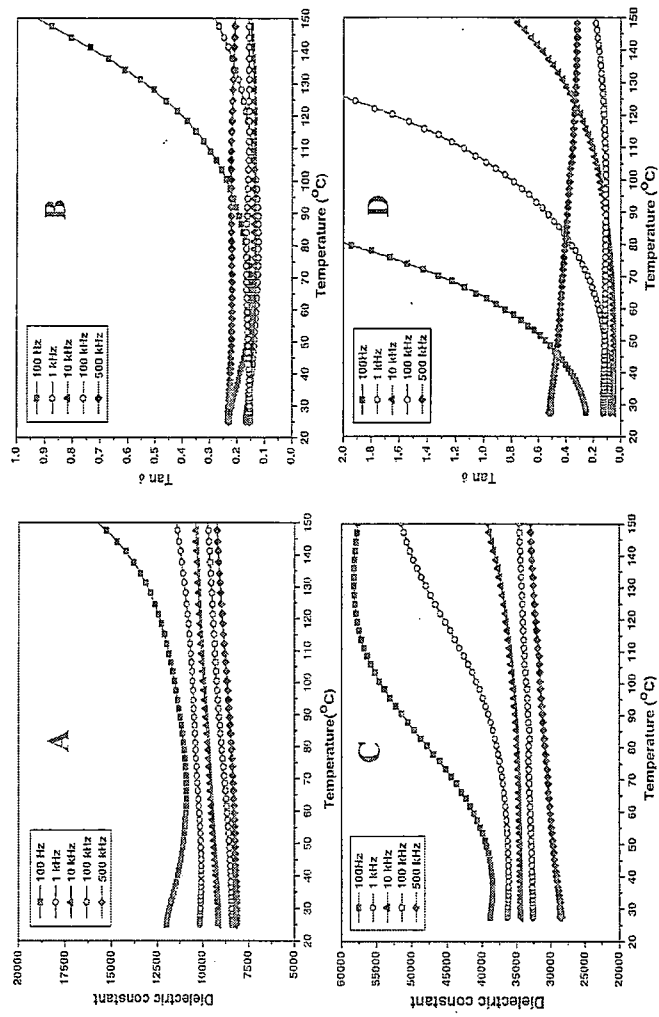 A
100 Hz
1 kHz
10 kHz
100 kHz
500 kHz
Dielectric constant
20000
17500
15000
12500
10000
7500
5000
20 30 40 50 60 70 80 90 100 110 120 130 140 150
Temperature(°C)
B
100 Hz
1 kHz
10 kHz
100 kHz
500 kHz
Tan δ
1.0
0.9
0.8
0.7
0.6
0.5
0.4
0.3
0.2
0.1
0.0
20 30 40 50 60 70 80 90 100 110 120 130 140 150
Temperature (°C)
C
100Hz
1 kHz
10 kHz
100 kHz
500 kHz
Dielectric constant
60000
55000
50000
45000
40000
35000
30000
25000
20000
20 30 40 50 60 70 80 90 100 110 120 130 140 150
Temperature (°C)
D
100Hz
1 kHz
10 kHz
100 kHz
500 kHz
Tan δ
2.0
1.8
1.6
1.4
1.2
1.0
0.8
0.6
0.4
0.2
0.0
20 30 40 50 60 70 80 90 100 110 120 130 140 150
Temperature (°C)